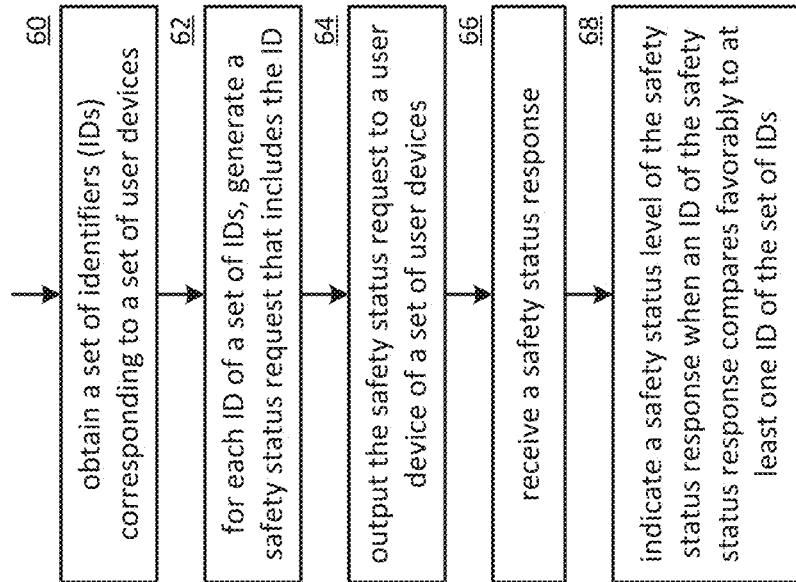 60
obtain a set of identifiers (IDs)
corresponding to a set of user devices
62
for each ID of a set of IDs, generate a
safety status request that includes the ID
64
output the safety status request to a user
device of a set of user devices
66
receive a safety status response
68
indicate a safety status level of the safety
status response when an ID of the safety
status response compares favorably to at
least one ID of the set of IDs